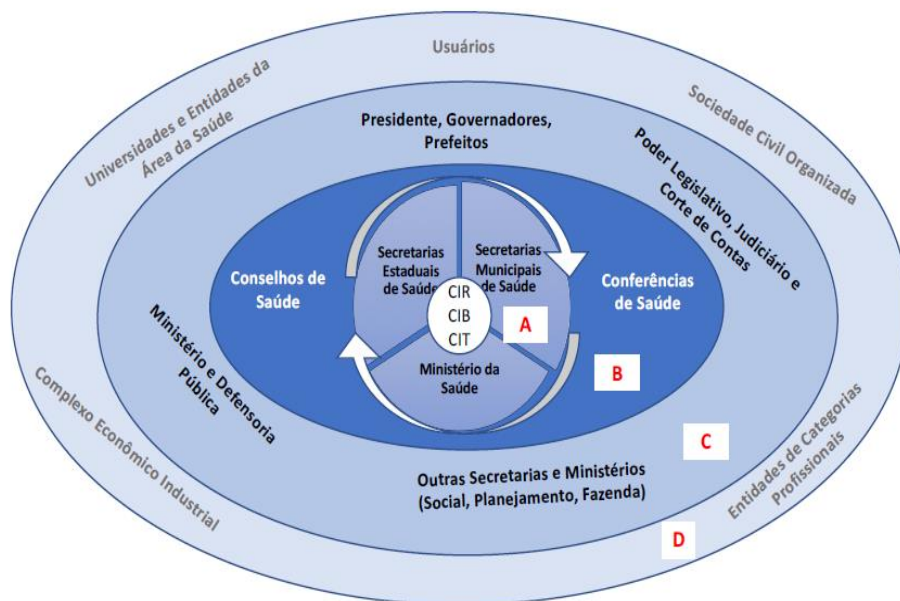 Usuários
Universidades e Entidades da
Área da Saúde
Sociedade Civil Organizada
Presidente, Governadores,
Prefeitos
Poder Legislativo, Judiciário e
Corte de Contas
Secretarias
Estaduais
de Saúde
Secretarias
Municipais
de Saúde
Conselhos de
Saúde
Conferências
de Saúde
CIR
CIB
CIT
A
Ministério da
Saúde
B
Ministério e Defensoria
Pública
Complexo Econômico Industrial
C
Outras Secretarias e Ministérios
(Social, Planejamento, Fazenda)
Entidades de Categorias
Profissionais
D